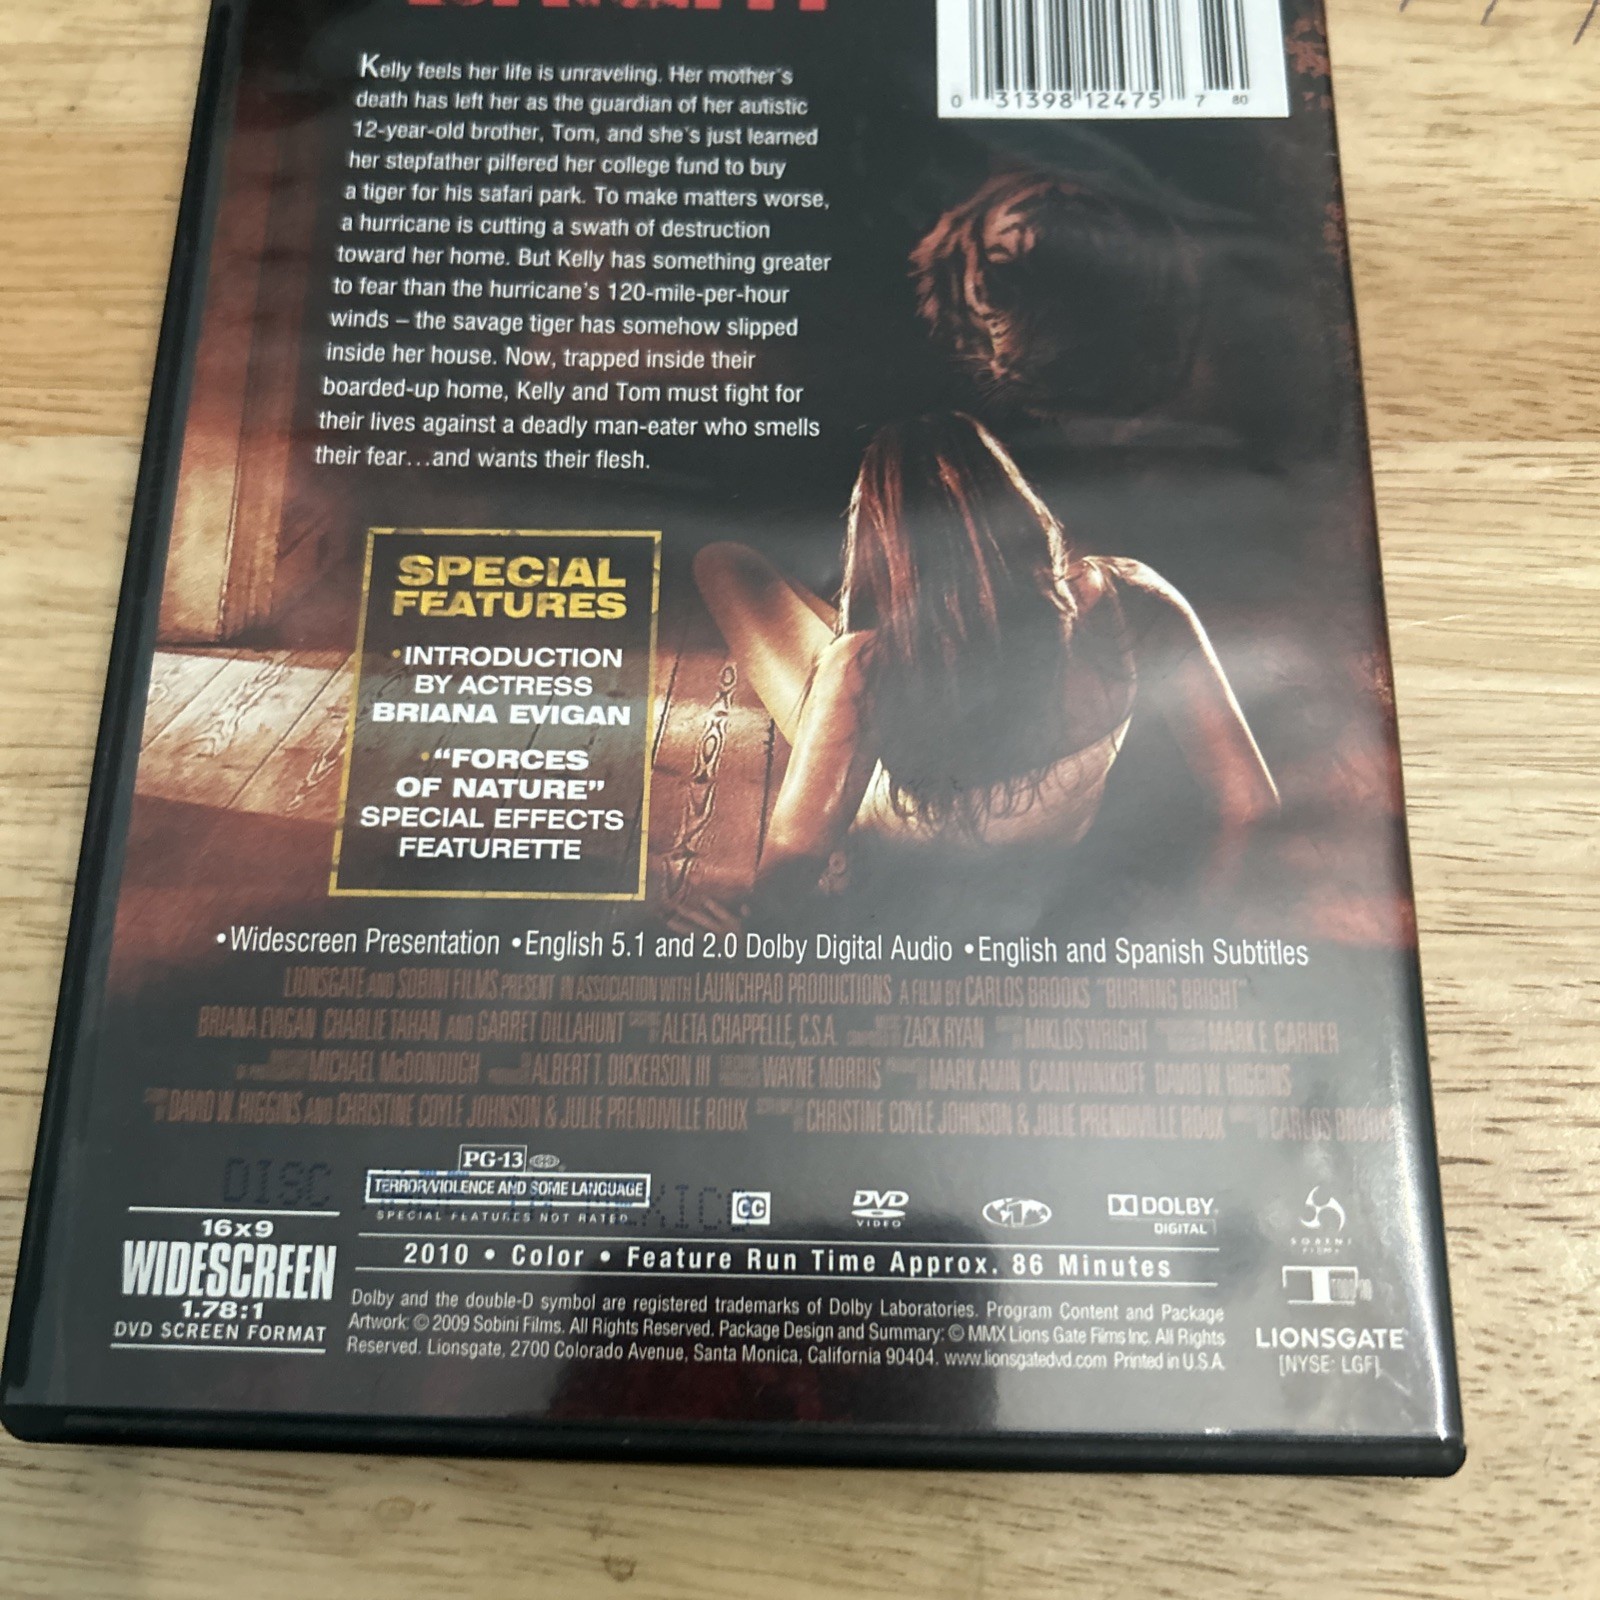 0 31398 12475 7 80
Kelly feels her life is unraveling. Her mother's
death has left her as the guardian of her autistic
12-year-old brother, Tom, and she's just learned
her stepfather pilfered her college fund to buy
a tiger for his safari park. To make matters worse,
a hurricane is cutting a swath of destruction
toward her home. But Kelly has something greater
to fear than the hurricane's 120-mile-per-hour
winds – the savage tiger has somehow slipped
inside her house. Now, trapped inside their
boarded-up home, Kelly and Tom must fight for
their lives against a deadly man-eater who smells
their fear...and wants their flesh.
SPECIAL
FEATURES
•INTRODUCTION
BY ACTRESS
BRIANA EVIGAN
•"FORCES
OF NATURE"
SPECIAL EFFECTS
FEATURETTE
•Widescreen Presentation •English 5.1 and 2.0 Dolby Digital Audio •English and Spanish Subtitles
LIONSGATE AND SOBINI FILMS PRESENT IN ASSOCIATION WITH LAUNCHPAD PRODUCTIONS A FILM BY CARLOS BROOKS "BURNING BRIGHT"
BRIANA EVIGAN CHARLIE TAHAN AND GARRET DILLAHUNT ALETA CHAPPELLE, C.S.A. ZACK RYAN MIKLOS WRIGHT MARK E. GARNER
MICHAEL McDONOUGH ALBERT T. DICKERSON III WAYNE MORRIS MARK AMIN CAMI WINIKOFF DAVID W. HIGGINS
DAVID W. HIGGINS AND CHRISTINE COYLE JOHNSON & JULIE PRENDIVILLE ROUX CHRISTINE COYLE JOHNSON & JULIE PRENDIVILLE ROUX CARLOS BROOKS
PG-13
DISC
TERROR/VIOLENCE AND SOME LANGUAGE
SPECIAL FEATURES NOT RATED
CC
DVD
VIDEO
1
DOLBY
DIGITAL
SOBINI
FILMS
16x9
WIDESCREEN
1.78:1
DVD SCREEN FORMAT
2010 • Color • Feature Run Time Approx. 86 Minutes
Dolby and the double-D symbol are registered trademarks of Dolby Laboratories. Program Content and Package
Artwork: © 2009 Sobini Films. All Rights Reserved. Package Design and Summary: © MMX Lions Gate Films Inc. All Rights
Reserved. Lionsgate, 2700 Colorado Avenue, Santa Monica, California 90404. www.lionsgatedvd.com Printed in U.S.A.
LIONSGATE
[NYSE: LGF]